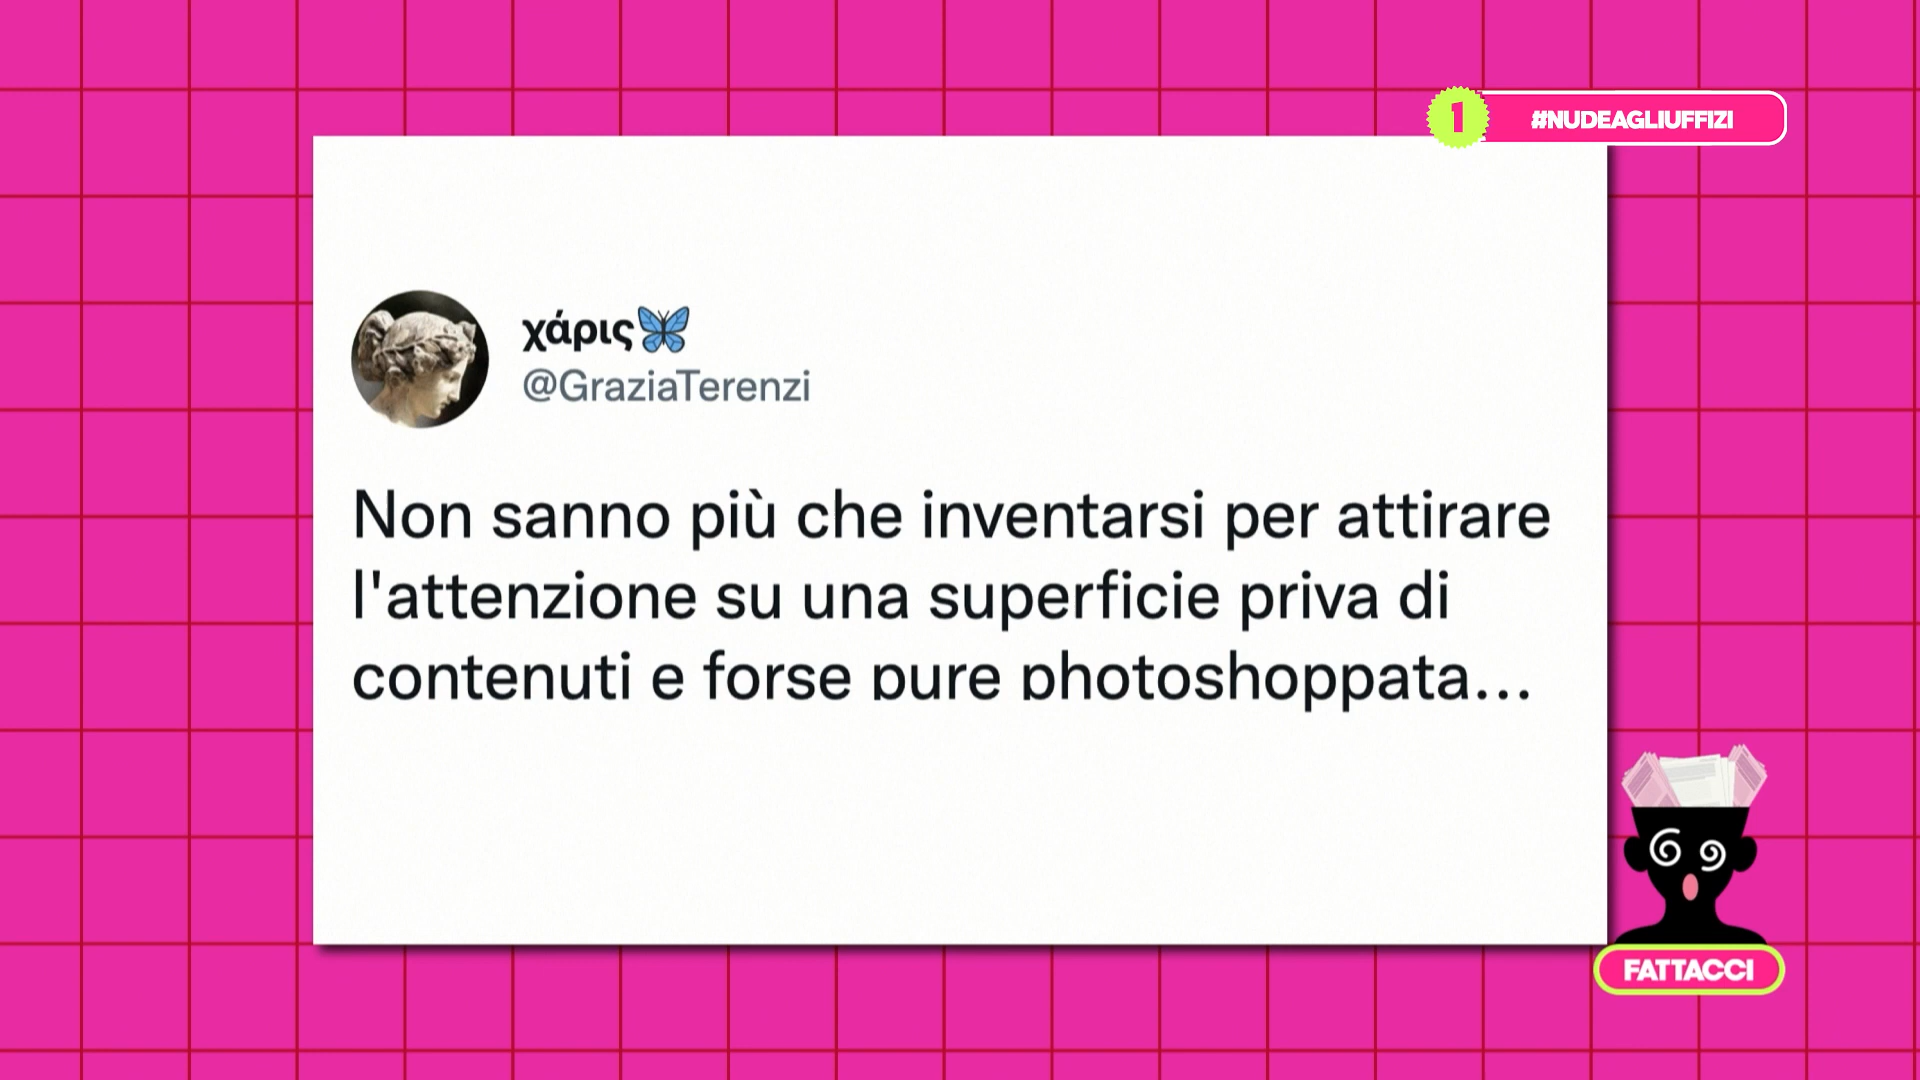 1 #NUDEAGLIUFFIZI
χάρις🦋
@GraziaTerenzi
Non sanno più che inventarsi per attirare
l'attenzione su una superficie priva di
contenuti e forse pure photoshoppata...
FATTACCI